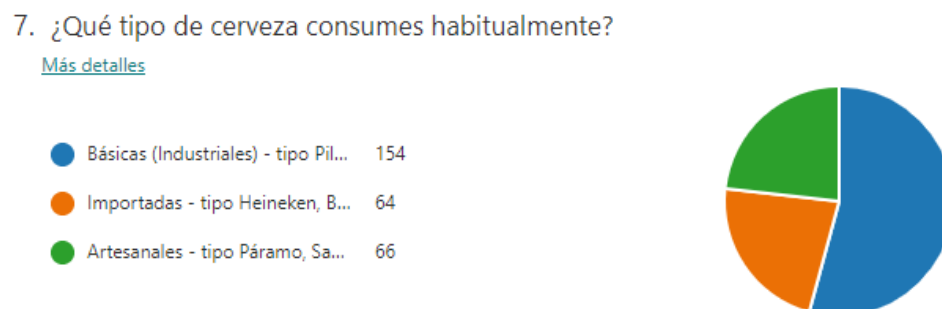 7. ¿Qué tipo de cerveza consumes habitualmente?
Más detalles
Básicas (Industriales) - tipo Pil... 154
Importadas - tipo Heineken, B... 64
Artesanales - tipo Páramo, Sa... 66